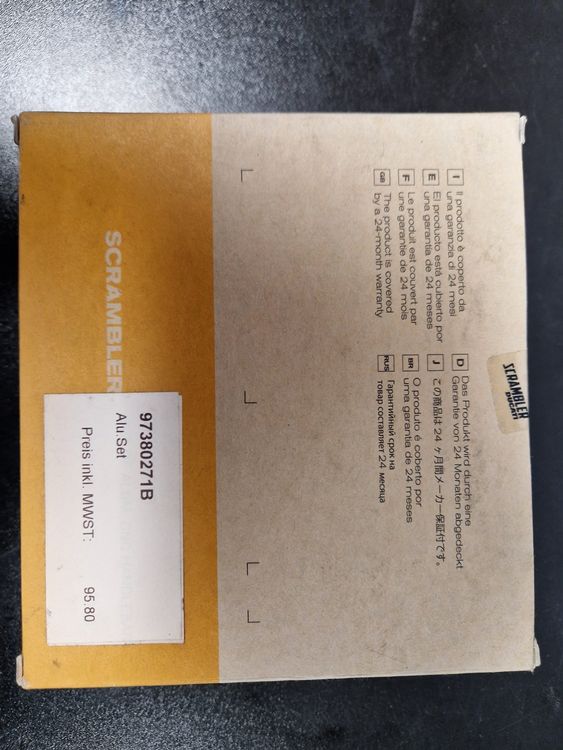 SCRAMBLER
DUCATI
I
Il prodotto è coperto da
una garanzia di 24 mesi
E
El producto está cubierto por
una garantía de 24 meses
F
Le produit est couvert par
une garantie de 24 mois
GB
The product is covered
by a 24-month warranty
D
Das Produkt wird durch eine
Garantie von 24 Monaten abgedeckt
J
この商品は 24 ヶ月間メーカー保証付です。
BR
O produto é coberto por
uma garantia de 24 meses
RUS
Гарантийный срок на
товар составляет 24 месяца
SCRAMBLER
97380271B
Alu Set
Preis inkl. MWST: 95.80